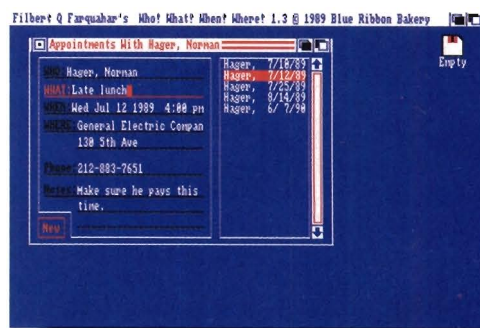 Filbert Q Farquahar's Who! What! When! Where! 1.3 © 1989 Blue Ribbon Bakery
Appointments With Hager, Norman
WHO: Hager, Norman
WHAT: Late lunch
WHEN: Wed Jul 12 1989 4:00 pm
WHERE: General Electric Compan
130 5th Ave
Phone: 212-883-7651
Notes: Make sure he pays this
time.
New
Hager, 7/10/89
Hager, 7/12/89
Hager, 7/25/89
Hager, 8/14/89
Hager, 6/ 7/90
Empty